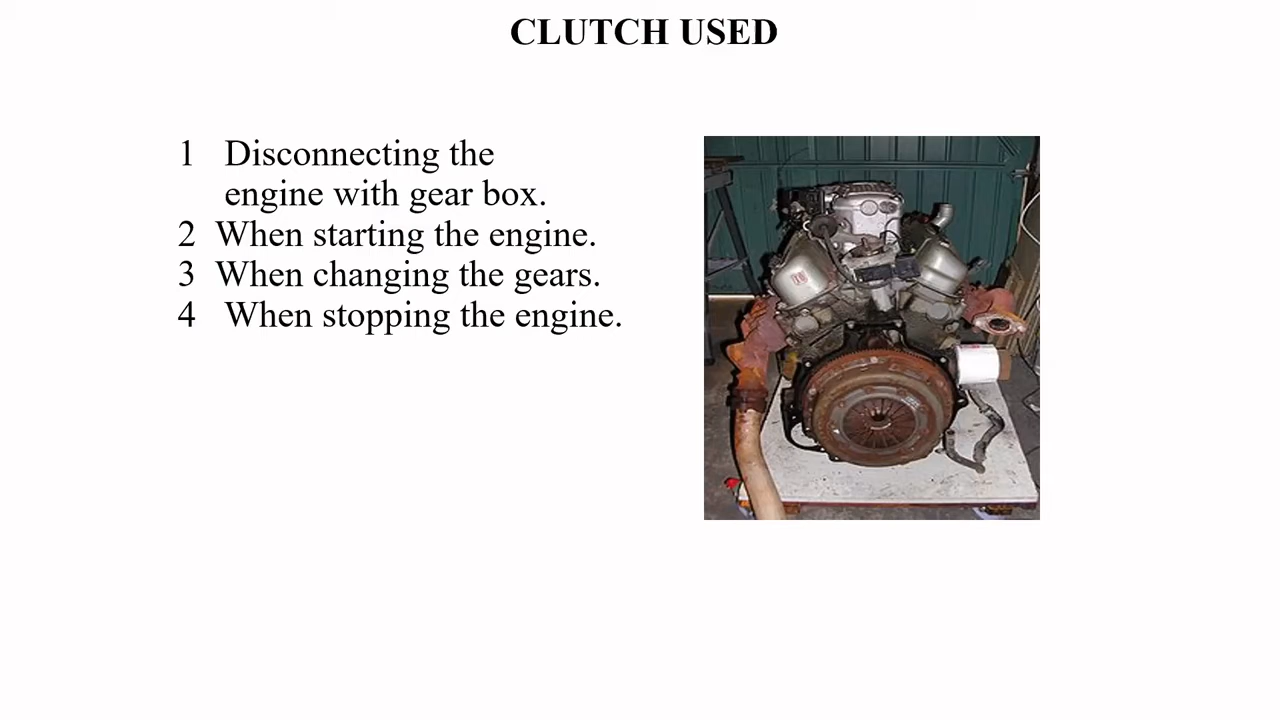 CLUTCH USED
1 Disconnecting the
engine with gear box.
2 When starting the engine.
3 When changing the gears.
4 When stopping the engine.